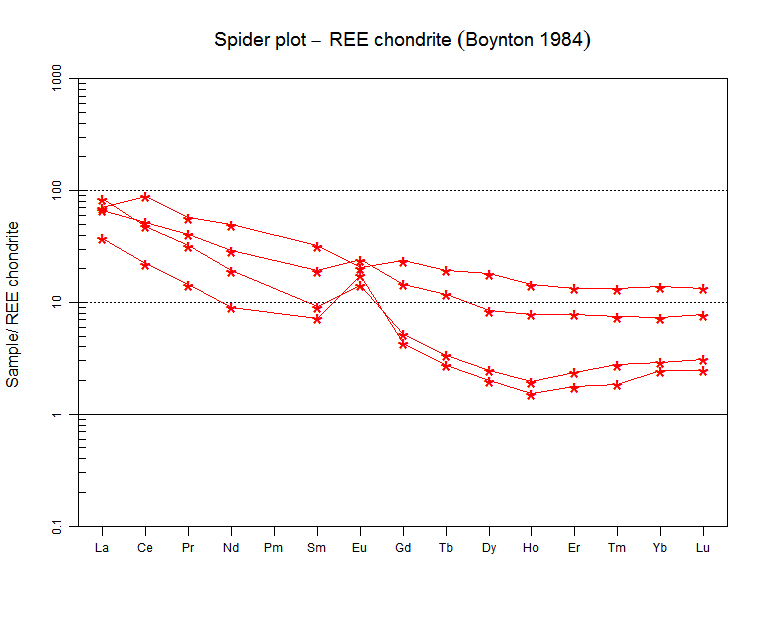 Spider plot – REE chondrite (Boynton 1984)
Sample/REE chondrite
1000
100
10
1
0.1
La Ce Pr Nd Pm Sm Eu Gd Tb Dy Ho Er Tm Yb Lu